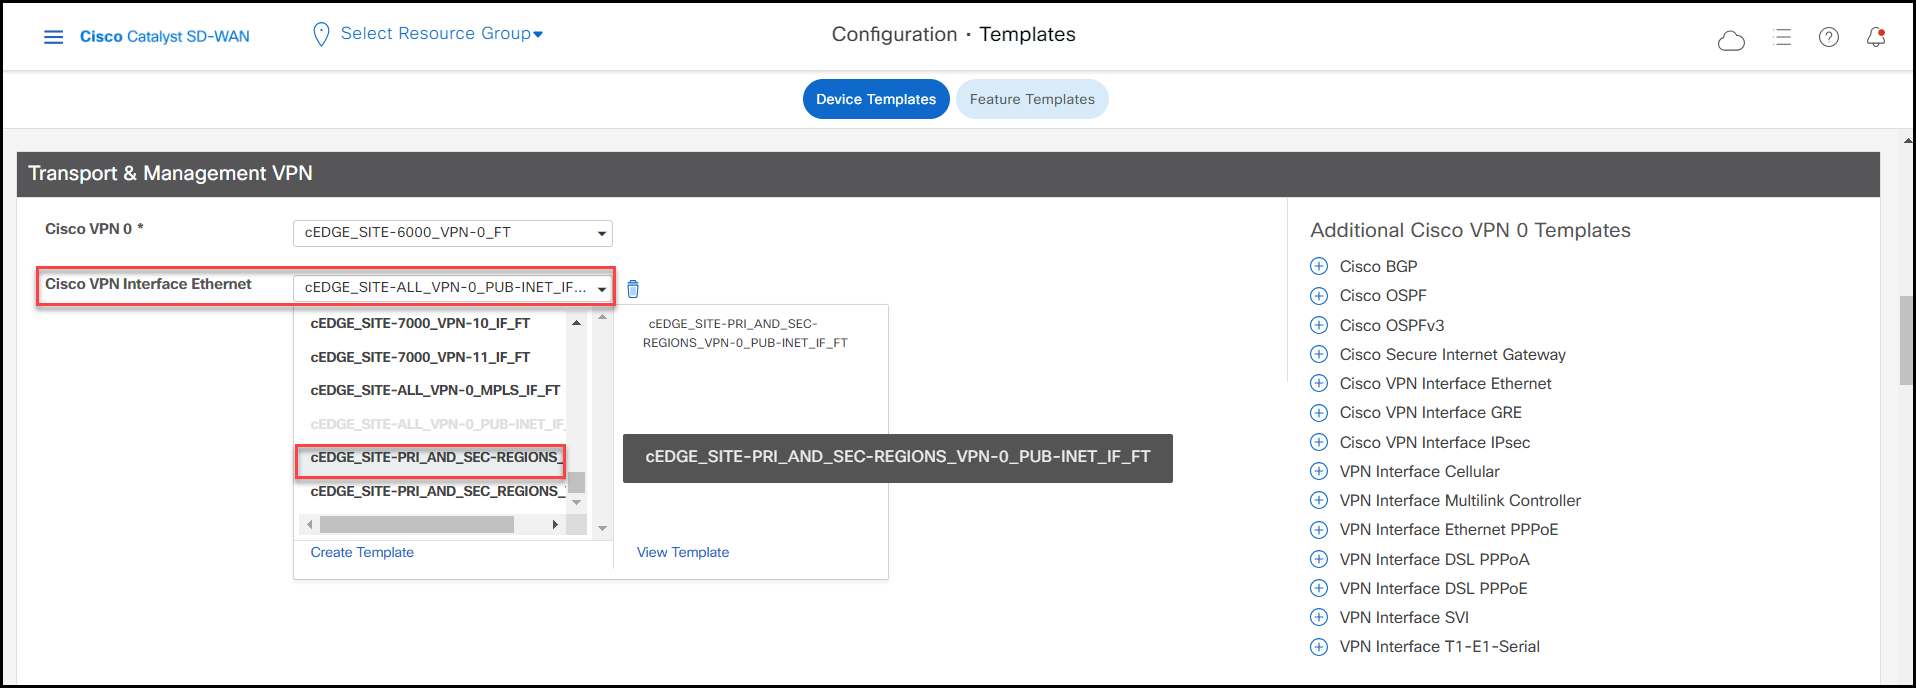 Cisco Catalyst SD-WAN
Select Resource Group
Configuration · Templates
Device Templates
Feature Templates
Transport & Management VPN
Cisco VPN 0 *
cEDGE_SITE-6000_VPN-0_FT
Cisco VPN Interface Ethernet
cEDGE_SITE-ALL_VPN-0_PUB-INET_IF...
cEDGE_SITE-7000_VPN-10_IF_FT
cEDGE_SITE-7000_VPN-11_IF_FT
cEDGE_SITE-ALL_VPN-0_MPLS_IF_FT
cEDGE_SITE-ALL_VPN-0_PUB-INET_IF_
cEDGE_SITE-PRI_AND_SEC-REGIONS_
cEDGE_SITE-PRI_AND_SEC_REGIONS_
Create Template
cEDGE_SITE-PRI_AND_SEC-
REGIONS_VPN-0_PUB-INET_IF_FT
cEDGE_SITE-PRI_AND_SEC-REGIONS_VPN-0_PUB-INET_IF_FT
View Template
Additional Cisco VPN 0 Templates
Cisco BGP
Cisco OSPF
Cisco OSPFv3
Cisco Secure Internet Gateway
Cisco VPN Interface Ethernet
Cisco VPN Interface GRE
Cisco VPN Interface IPsec
VPN Interface Cellular
VPN Interface Multilink Controller
VPN Interface Ethernet PPPoE
VPN Interface DSL PPPoA
VPN Interface DSL PPPoE
VPN Interface SVI
VPN Interface T1-E1-Serial